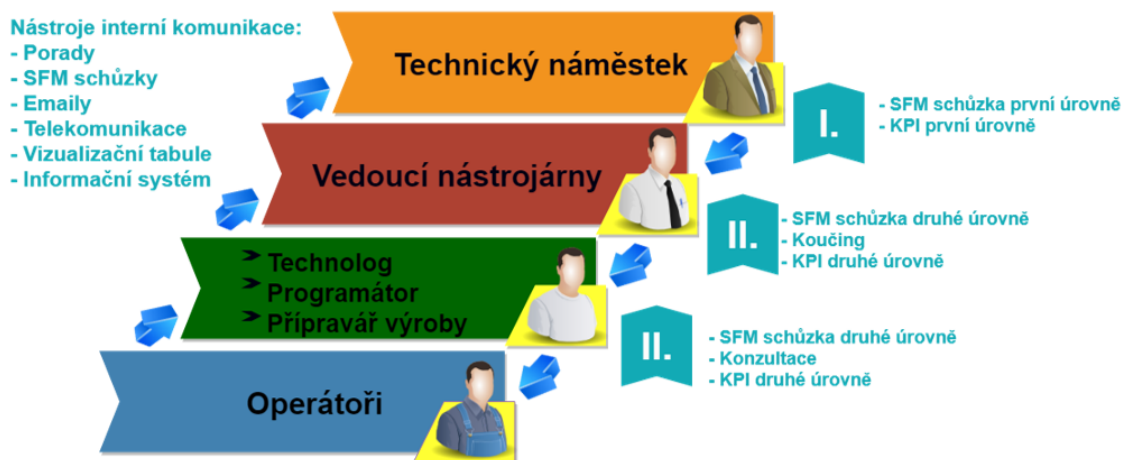 Nástroje interní komunikace:
- Porady
- SFM schůzky
- Emaily
- Telekomunikace
- Vizualizační tabule
- Informační systém
Technický náměstek
I.
- SFM schůzka první úrovně
- KPI první úrovně
Vedoucí nástrojárny
II.
- SFM schůzka druhé úrovně
- Koučing
- KPI druhé úrovně
Technolog
Programátor
Přípravář výroby
II.
- SFM schůzka druhé úrovně
- Konzultace
- KPI druhé úrovně
Operátoři